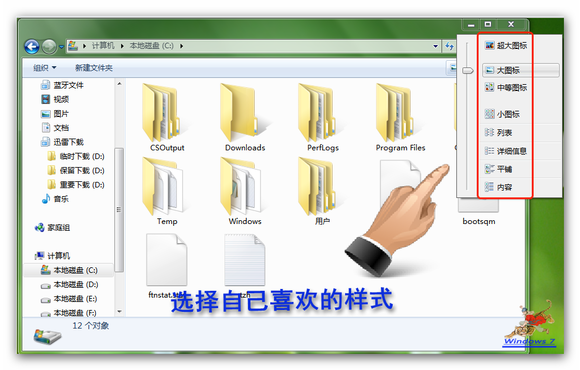 计算机 ▸ 本地磁盘 (C:) ▸
组织 ▼ 新建文件夹
超大图标
大图标
中等图标
小图标
列表
详细信息
平铺
内容
蓝牙文件
视频
图片
文档
迅雷下载
临时下载 (D:)
保留下载 (D:)
重要下载 (D:)
音乐
家庭组
计算机
本地磁盘 (C:)
本地磁盘 (D:)
本地磁盘 (E:)
本地磁盘 (F:)
CSOutput
Downloads
PerfLogs
Program Files
Temp
Windows
用户
bootsqm
选择自己喜欢的样式
12 个对象
Windows 7